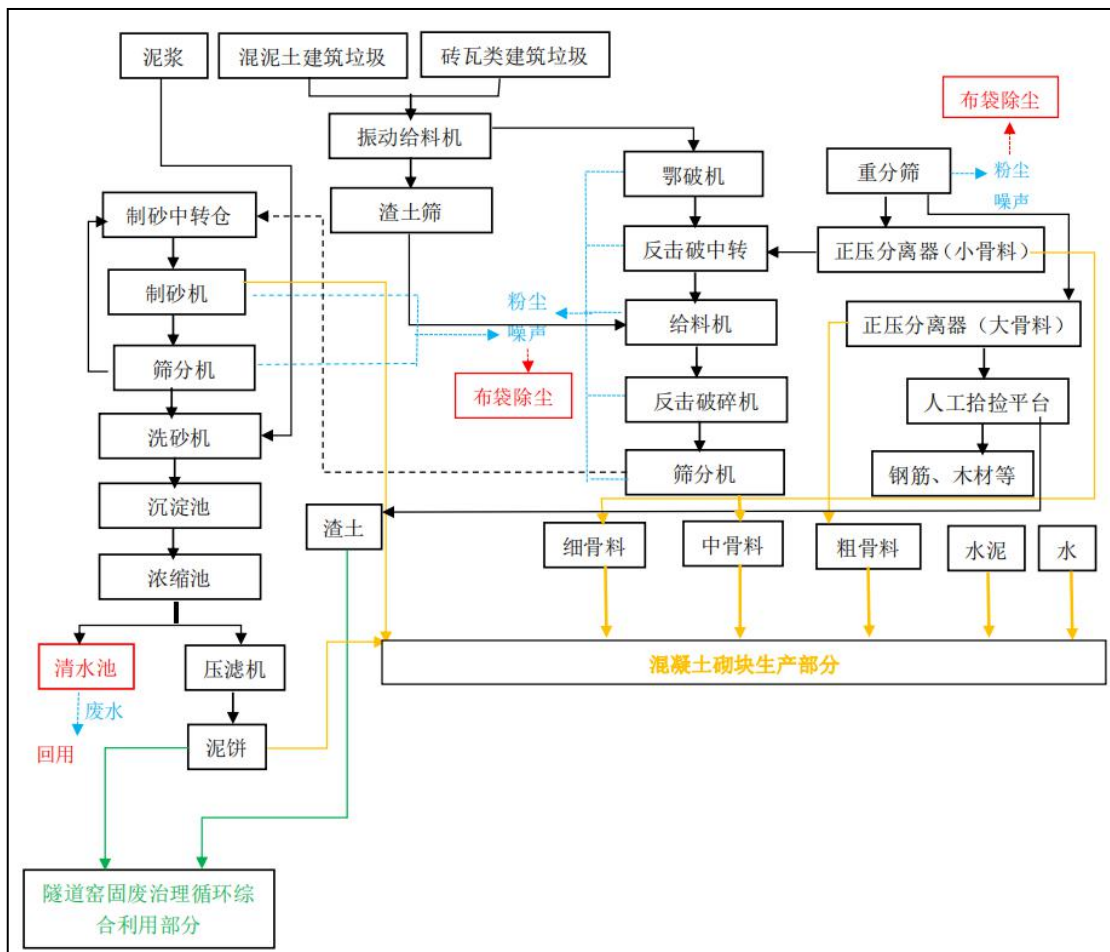 泥浆
混泥土建筑垃圾
砖瓦类建筑垃圾
布袋除尘
振动给料机
鄂破机
重分筛
粉尘
噪声
制砂中转仓
渣土筛
反击破中转
正压分离器（小骨料）
制砂机
粉尘
噪声
给料机
正压分离器（大骨料）
筛分机
布袋除尘
反击破碎机
人工拾捡平台
洗砂机
筛分机
钢筋、木材等
沉淀池
渣土
细骨料
中骨料
粗骨料
水泥
水
浓缩池
清水池
压滤机
混凝土砌块生产部分
废水
回用
泥饼
隧道窑固废治理循环综
合利用部分